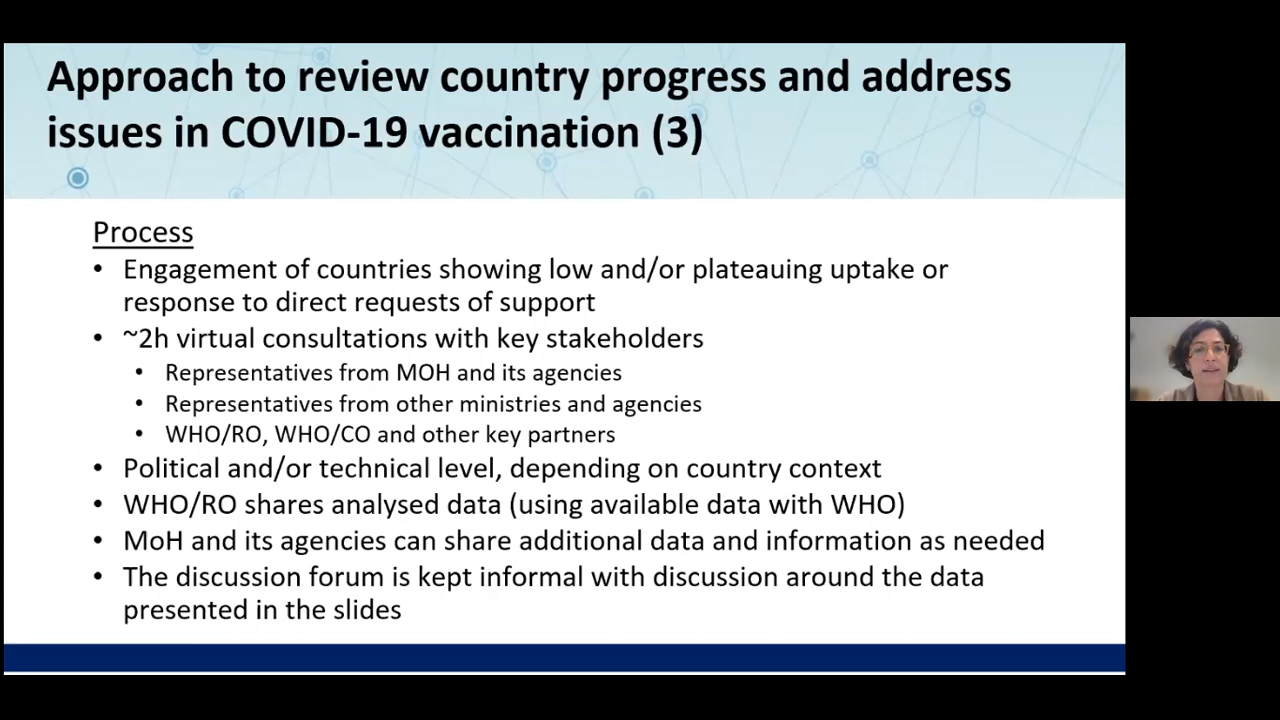 Approach to review country progress and address
issues in COVID-19 vaccination (3)
Process
• Engagement of countries showing low and/or plateauing uptake or
response to direct requests of support
• ~2h virtual consultations with key stakeholders
• Representatives from MOH and its agencies
• Representatives from other ministries and agencies
• WHO/RO, WHO/CO and other key partners
• Political and/or technical level, depending on country context
• WHO/RO shares analysed data (using available data with WHO)
• MoH and its agencies can share additional data and information as needed
• The discussion forum is kept informal with discussion around the data
presented in the slides